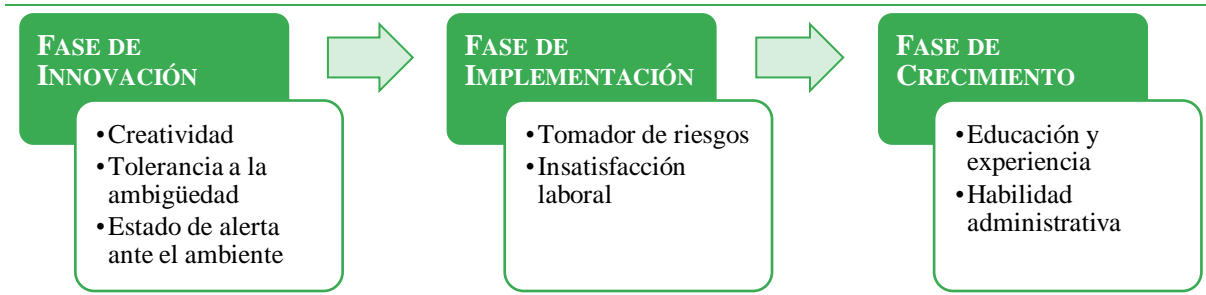 FASE DE
INNOVACIÓN
•Creatividad
•Tolerancia a la
ambigüedad
•Estado de alerta
ante el ambiente
FASE DE
IMPLEMENTACIÓN
•Tomador de riesgos
•Insatisfacción
laboral
FASE DE
CRECIMIENTO
•Educación y
experiencia
•Habilidad
administrativa